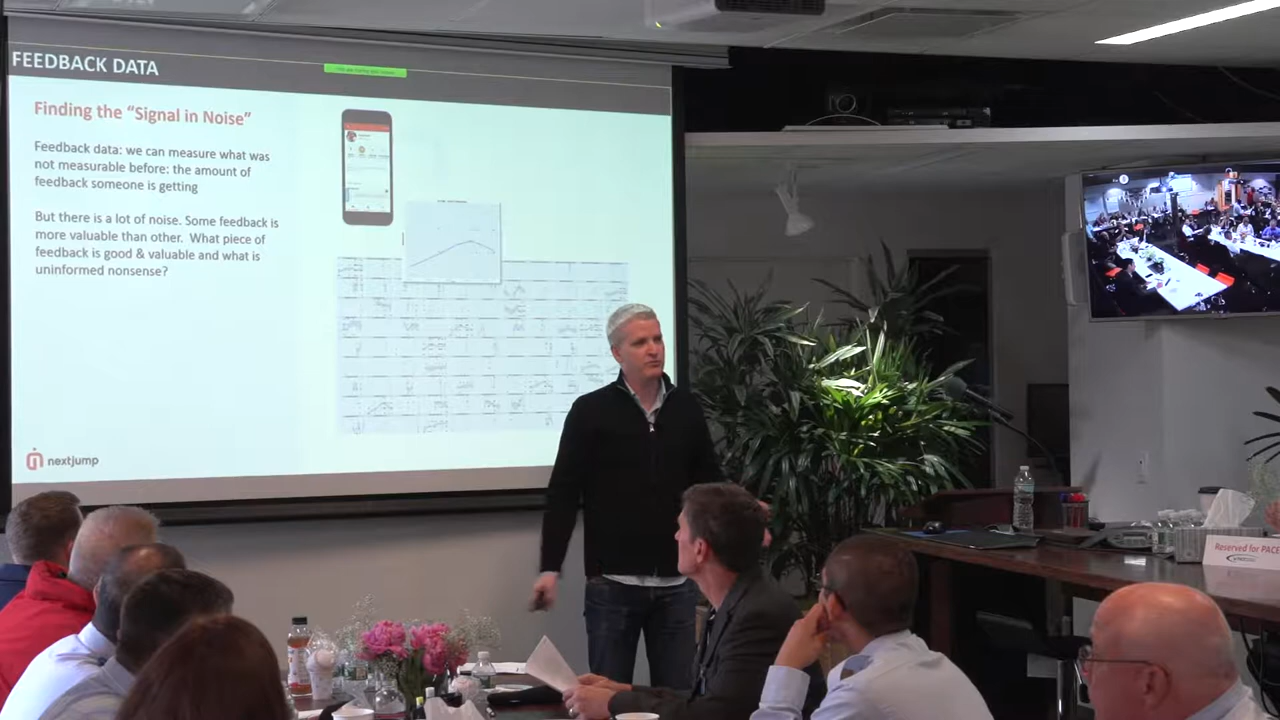 FEEDBACK DATA
Finding the “Signal in Noise”
Feedback data: we can measure what was
not measurable before: the amount of
feedback someone is getting
But there is a lot of noise. Some feedback is
more valuable than other. What piece of
feedback is good & valuable and what is
uninformed nonsense?
nextjump
Reserved for PACE